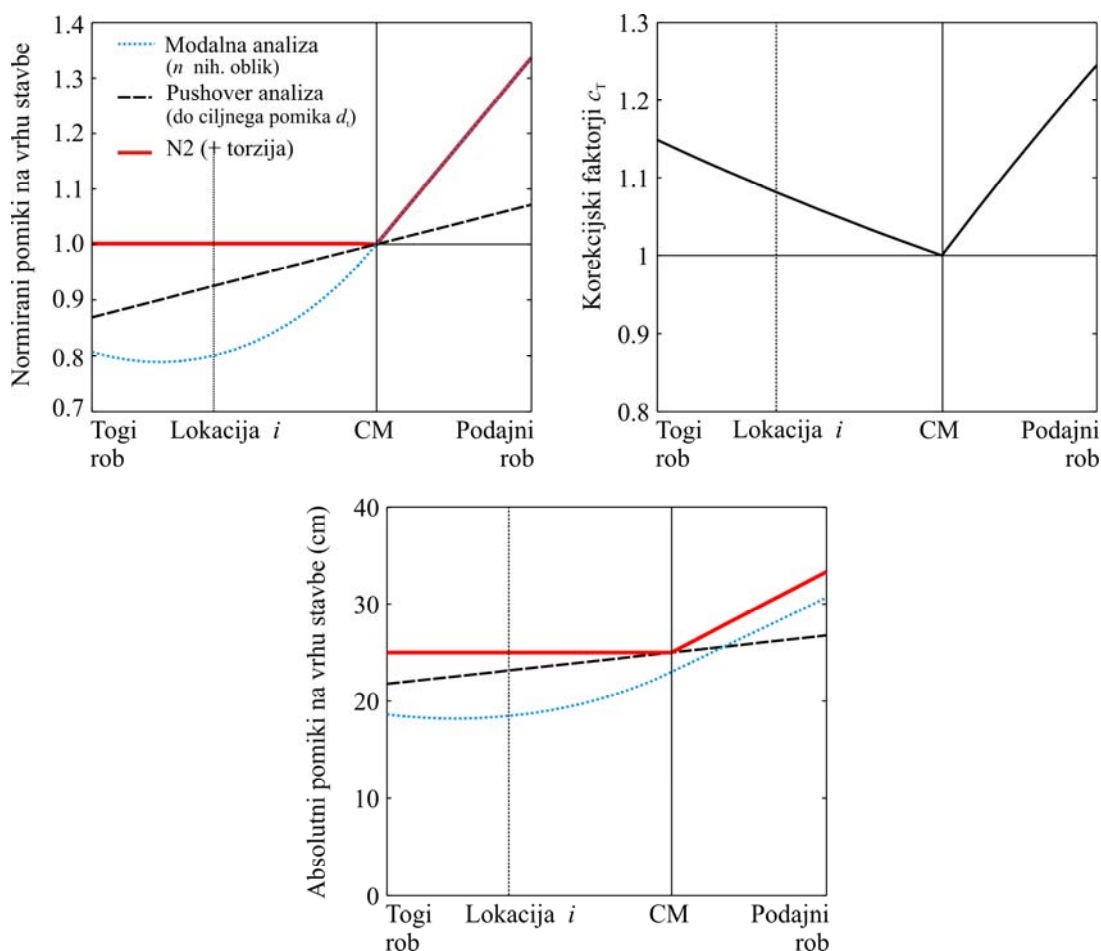 Normirani pomiki na vrhu stavbe
1.4
1.3
1.2
1.1
1.0
0.9
0.8
0.7
Modalna analiza
(n nih. oblik)
Pushover analiza
(do ciljnega pomika dₜ)
N2 (+ torzija)
Togi
rob
Lokacija i
CM
Podajni
rob
Korekcijski faktorji cT
1.3
1.2
1.1
1
0.9
0.8
Togi
rob
Lokacija i
CM
Podajni
rob
Absolutni pomiki na vrhu stavbe (cm)
40
30
20
10
0
Togi
rob
Lokacija i
CM
Podajni
rob